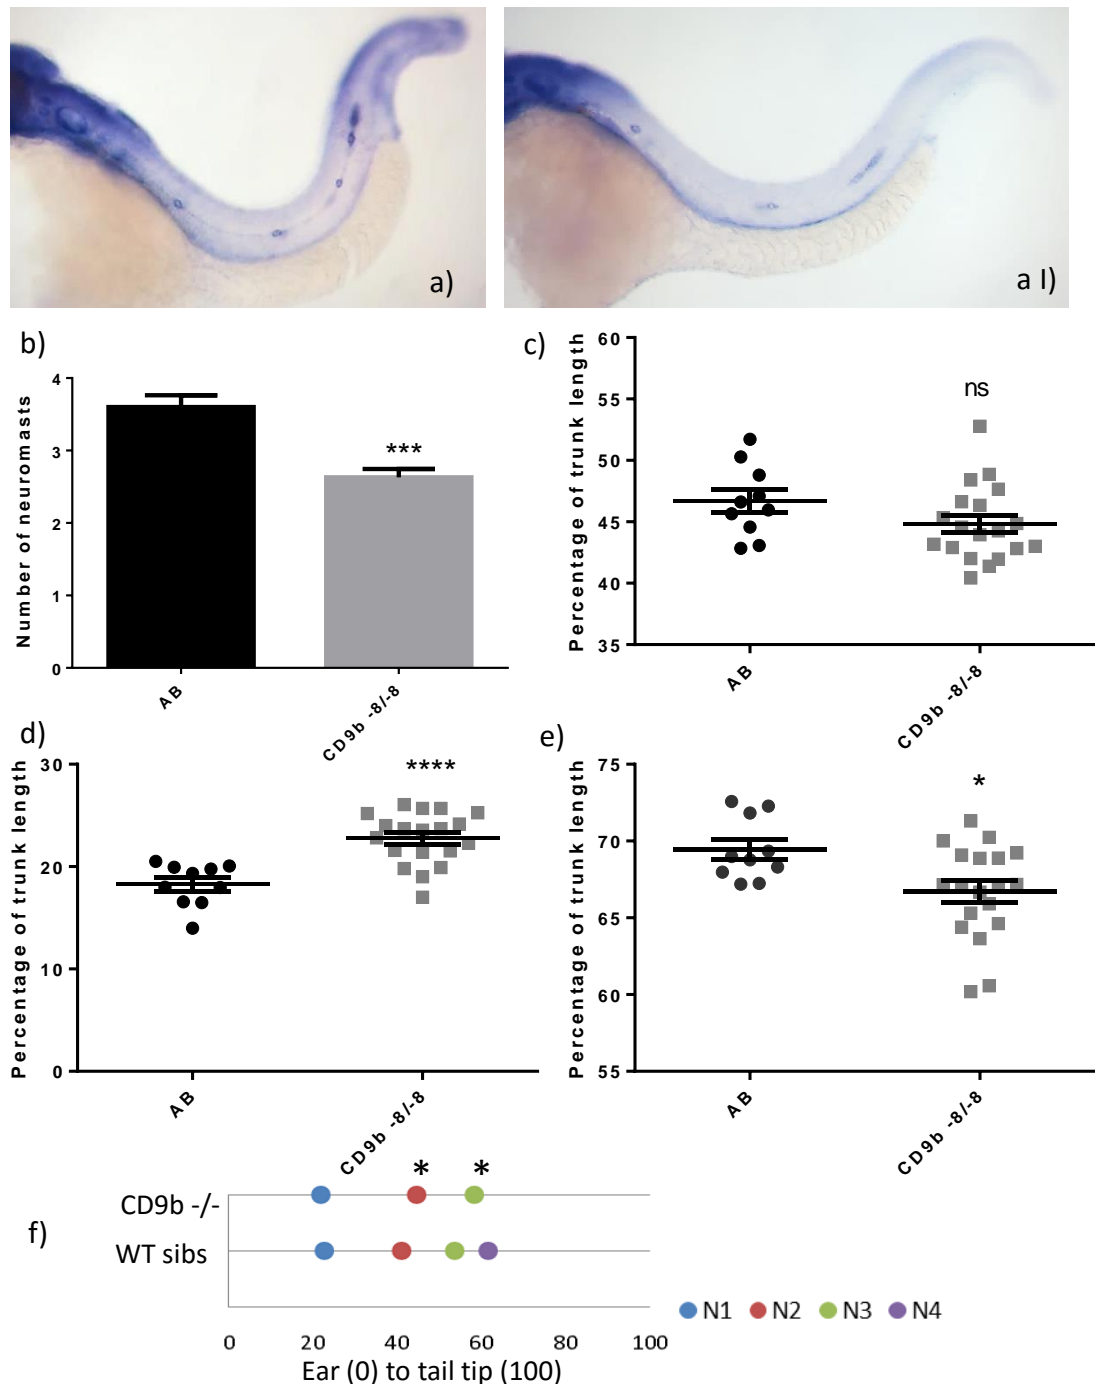 a)
a I)
b)
Number of neuromasts
4
3
2
1
0
***
AB
CD9b -8/-8
c)
Percentage of trunk length
60
55
50
45
40
35
ns
AB
CD9b -8/-8
d)
Percentage of trunk length
30
20
10
0
****
AB
CD9b -8/-8
e)
Percentage of trunk length
75
70
65
60
55
*
AB
CD9b -8/-8
f)
* *
CD9b -/-
WT sibs
0 20 40 60 80 100
Ear (0) to tail tip (100)
N1 N2 N3 N4